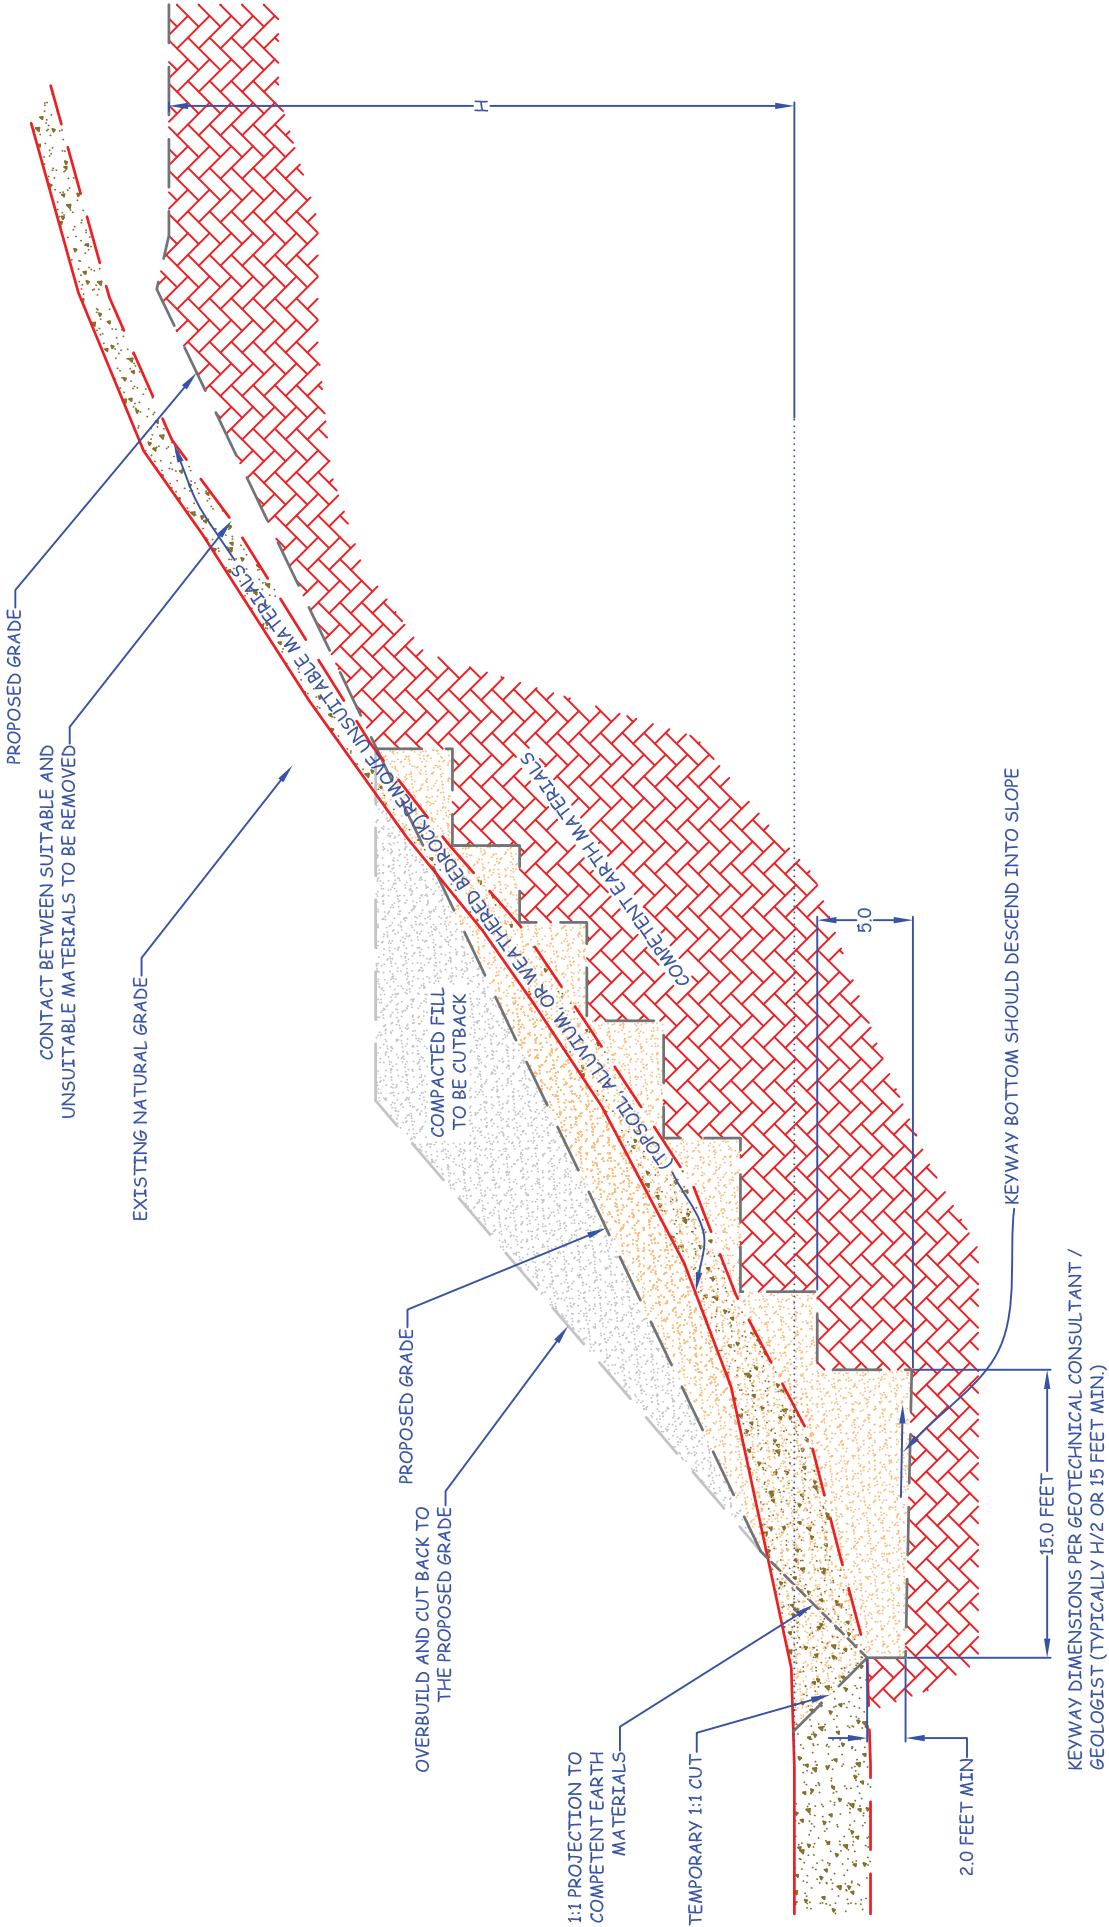 PROPOSED GRADE
CONTACT BETWEEN SUITABLE AND
UNSUITABLE MATERIALS TO BE REMOVED
EXISTING NATURAL GRADE
H
REMOVE UNSUITABLE MATERIALS
(TOPSOIL, ALLUVIUM, OR WEATHERED BEDROCK)
COMPACTED FILL
TO BE CUTBACK
COMPETENT EARTH MATERIALS
PROPOSED GRADE
OVERBUILD AND CUT BACK TO
THE PROPOSED GRADE
5.0
KEYWAY BOTTOM SHOULD DESCEND INTO SLOPE
1:1 PROJECTION TO
COMPETENT EARTH
MATERIALS
TEMPORARY 1:1 CUT
15.0 FEET
2.0 FEET MIN
KEYWAY DIMENSIONS PER GEOTECHNICAL CONSULTANT /
GEOLOGIST (TYPICALLY H/2 OR 15 FEET MIN.)